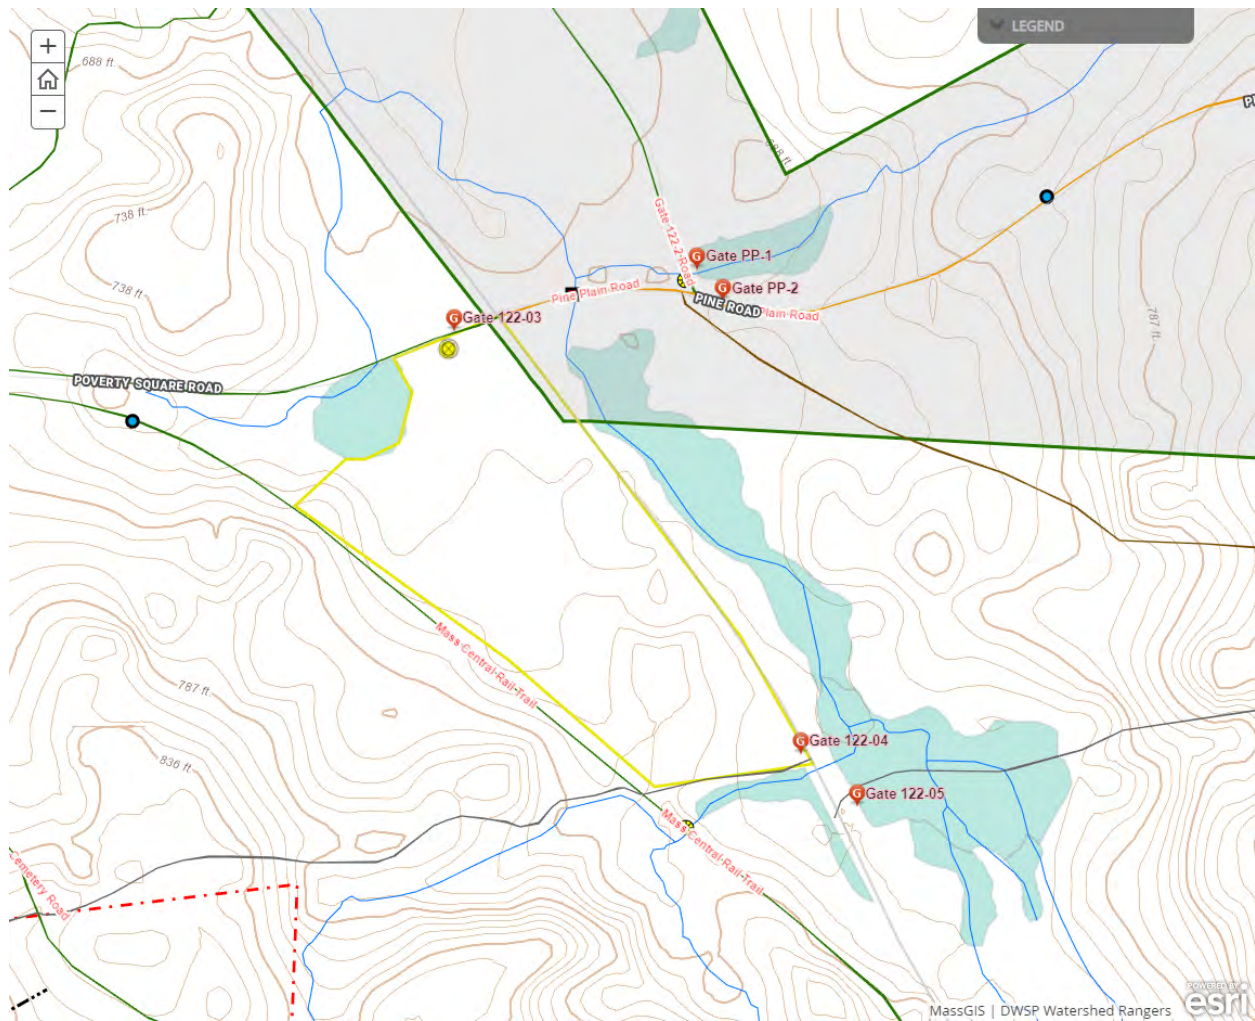 LEGEND
+
−
688 ft.
738 ft.
738 ft.
Gate 122-2 Road
Gate PP-1
Gate PP-2
Pine Plain Road
PINE ROAD
Plain Road
Gate 122-03
787 ft.
POVERTY SQUARE ROAD
Mass Central Rail Trail
787 ft.
836 ft.
Gate 122-04
Gate 122-05
Mass Central Rail Trail
Cemetery Road
MassGIS | DWSP Watershed Rangers
POWERED BY
esri